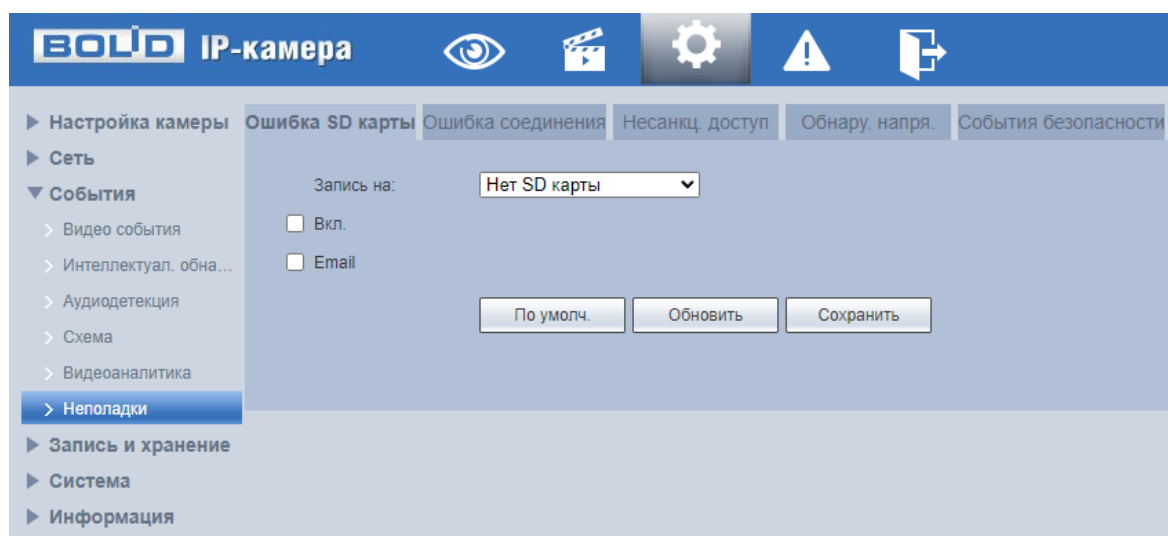 BOLID IP-камера
Настройка камеры
Сеть
События
Видео события
Интеллектуал. обна...
Аудиодетекция
Схема
Видеоаналитика
Неполадки
Запись и хранение
Система
Информация
Ошибка SD карты Ошибка соединения Несанкц. доступ Обнару. напря. События безопасности
Запись на: Нет SD карты
Вкл.
Email
По умолч. Обновить Сохранить